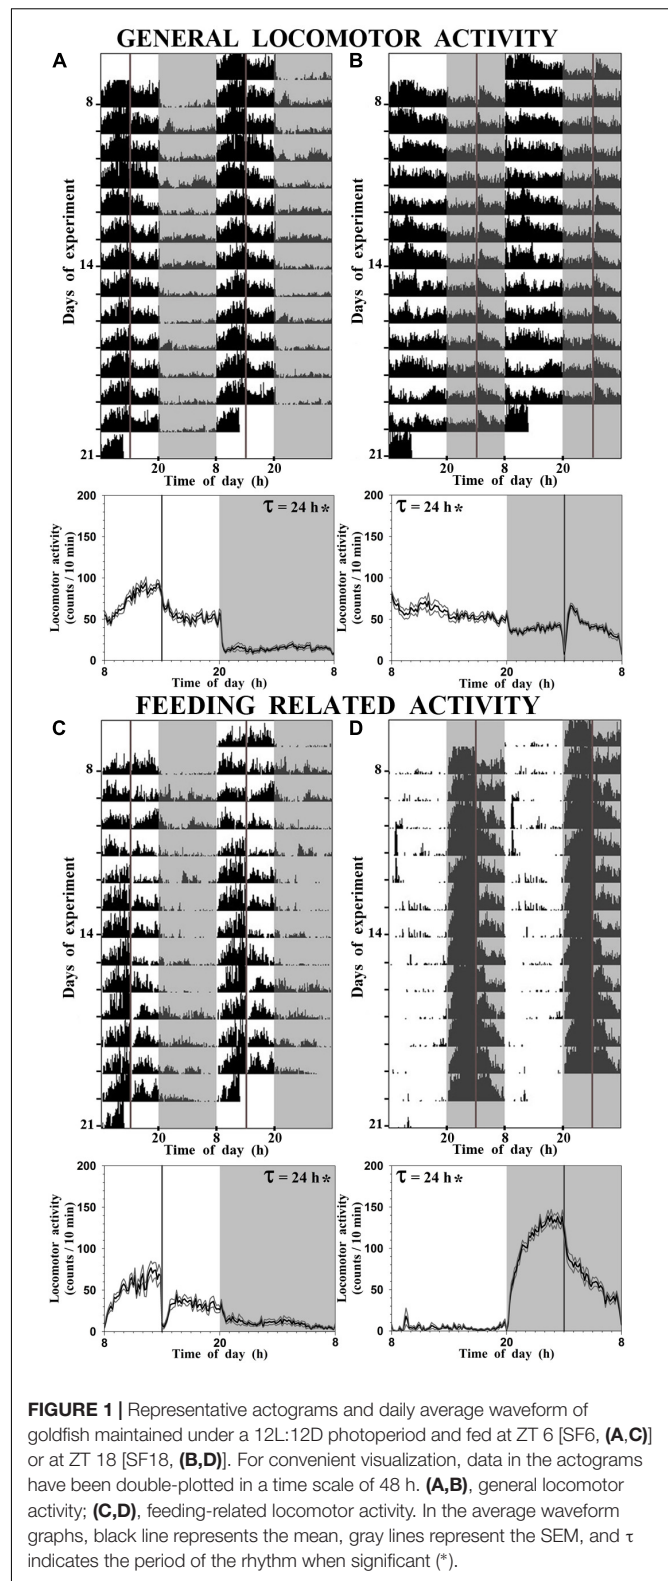 GENERAL LOCOMOTOR ACTIVITY
A
B
8
14
21
Days of experiment
20 8 20
Time of day (h)
8
14
21
Days of experiment
20 8 20
Time of day (h)
200
150
100
50
0
Locomotor activity
(counts / 10 min)
τ = 24 h *
8 20 8
Time of day (h)
200
150
100
50
0
Locomotor activity
(counts / 10 min)
τ = 24 h *
8 20 8
Time of day (h)
FEEDING RELATED ACTIVITY
C
D
8
14
21
Days of experiment
20 8 20
Time of day (h)
8
14
21
Days of experiment
20 8 20
Time of day (h)
200
150
100
50
0
Locomotor activity
(counts / 10 min)
τ = 24 h *
8 20 8
Time of day (h)
200
150
100
50
0
Locomotor activity
(counts / 10 min)
τ = 24 h *
8 20 8
Time of day (h)
FIGURE 1 | Representative actograms and daily average waveform of
goldfish maintained under a 12L:12D photoperiod and fed at ZT 6 [SF6, (A,C)]
or at ZT 18 [SF18, (B,D)]. For convenient visualization, data in the actograms
have been double-plotted in a time scale of 48 h. (A,B), general locomotor
activity; (C,D), feeding-related locomotor activity. In the average waveform
graphs, black line represents the mean, gray lines represent the SEM, and τ
indicates the period of the rhythm when significant (*).